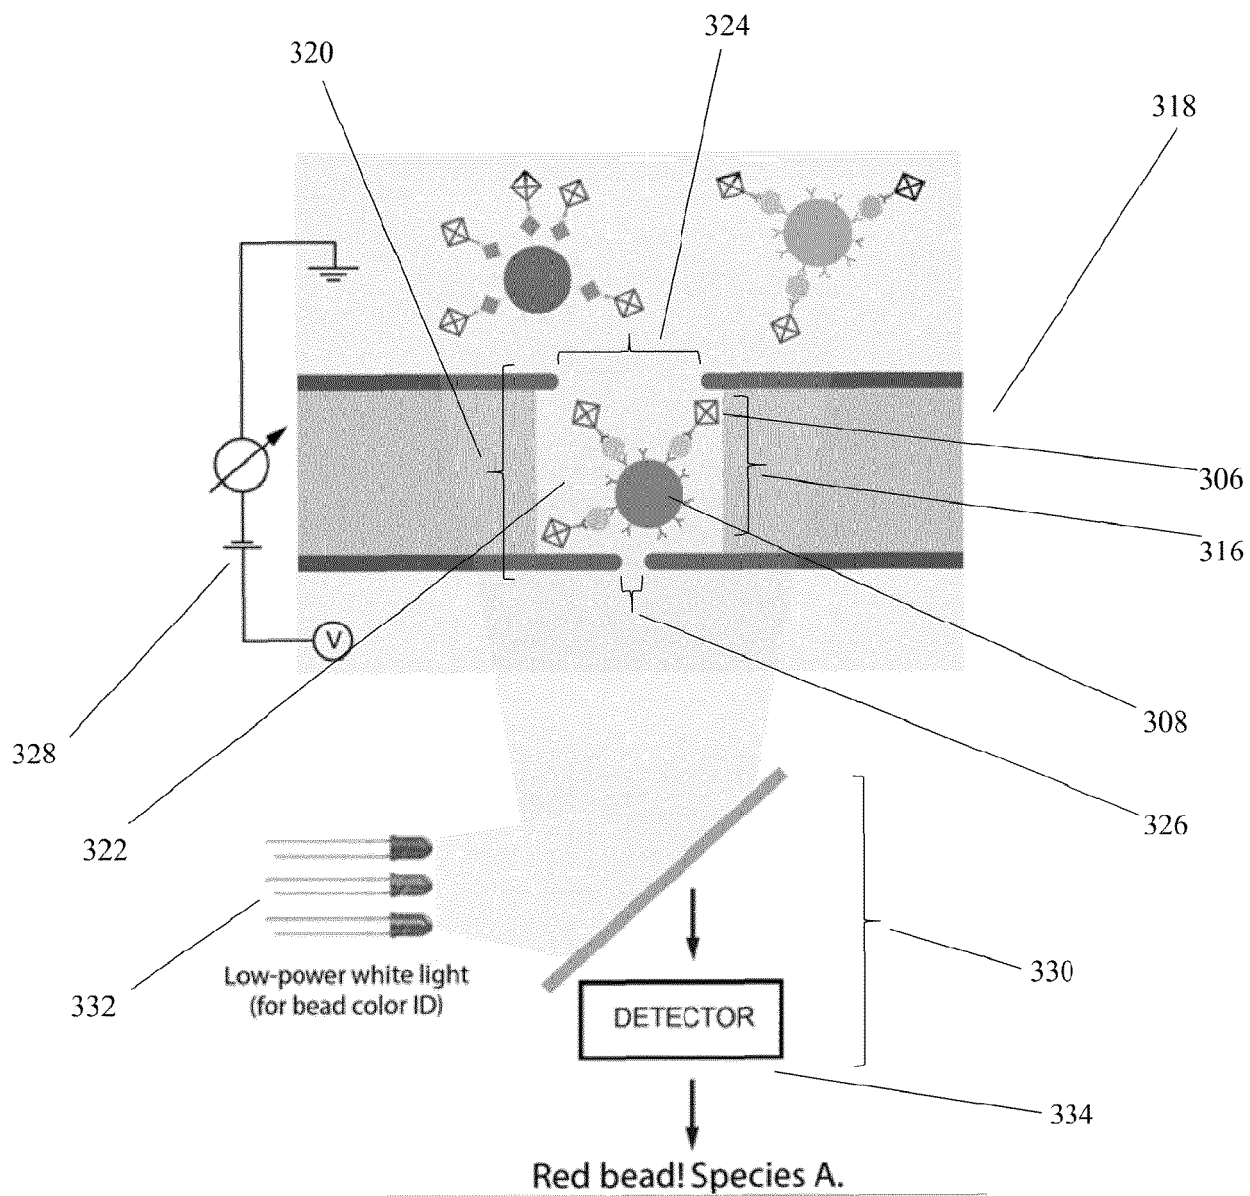 324
320
318
306
316
V
308
328
326
322
330
332
Low-power white light
(for bead color ID)
DETECTOR
334
Red bead! Species A.